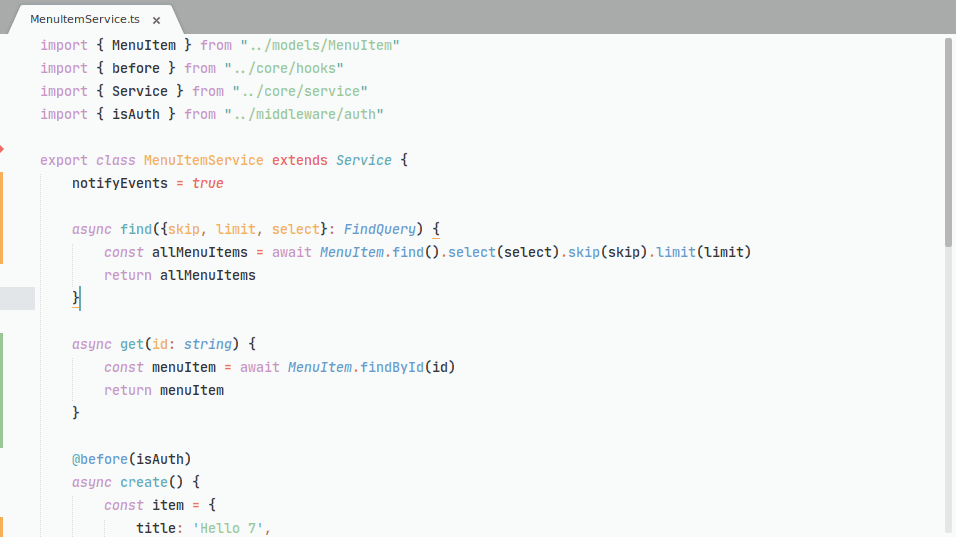 MenuItemService.ts ×
import { MenuItem } from "../models/MenuItem"
import { before } from "../core/hooks"
import { Service } from "../core/service"
import { isAuth } from "../middleware/auth"
export class MenuItemService extends Service {
notifyEvents = true
async find({skip, limit, select}: FindQuery) {
const allMenuItems = await MenuItem.find().select(select).skip(skip).limit(limit)
return allMenuItems
}
async get(id: string) {
const menuItem = await MenuItem.findById(id)
return menuItem
}
@before(isAuth)
async create() {
const item = {
title: 'Hello 7',